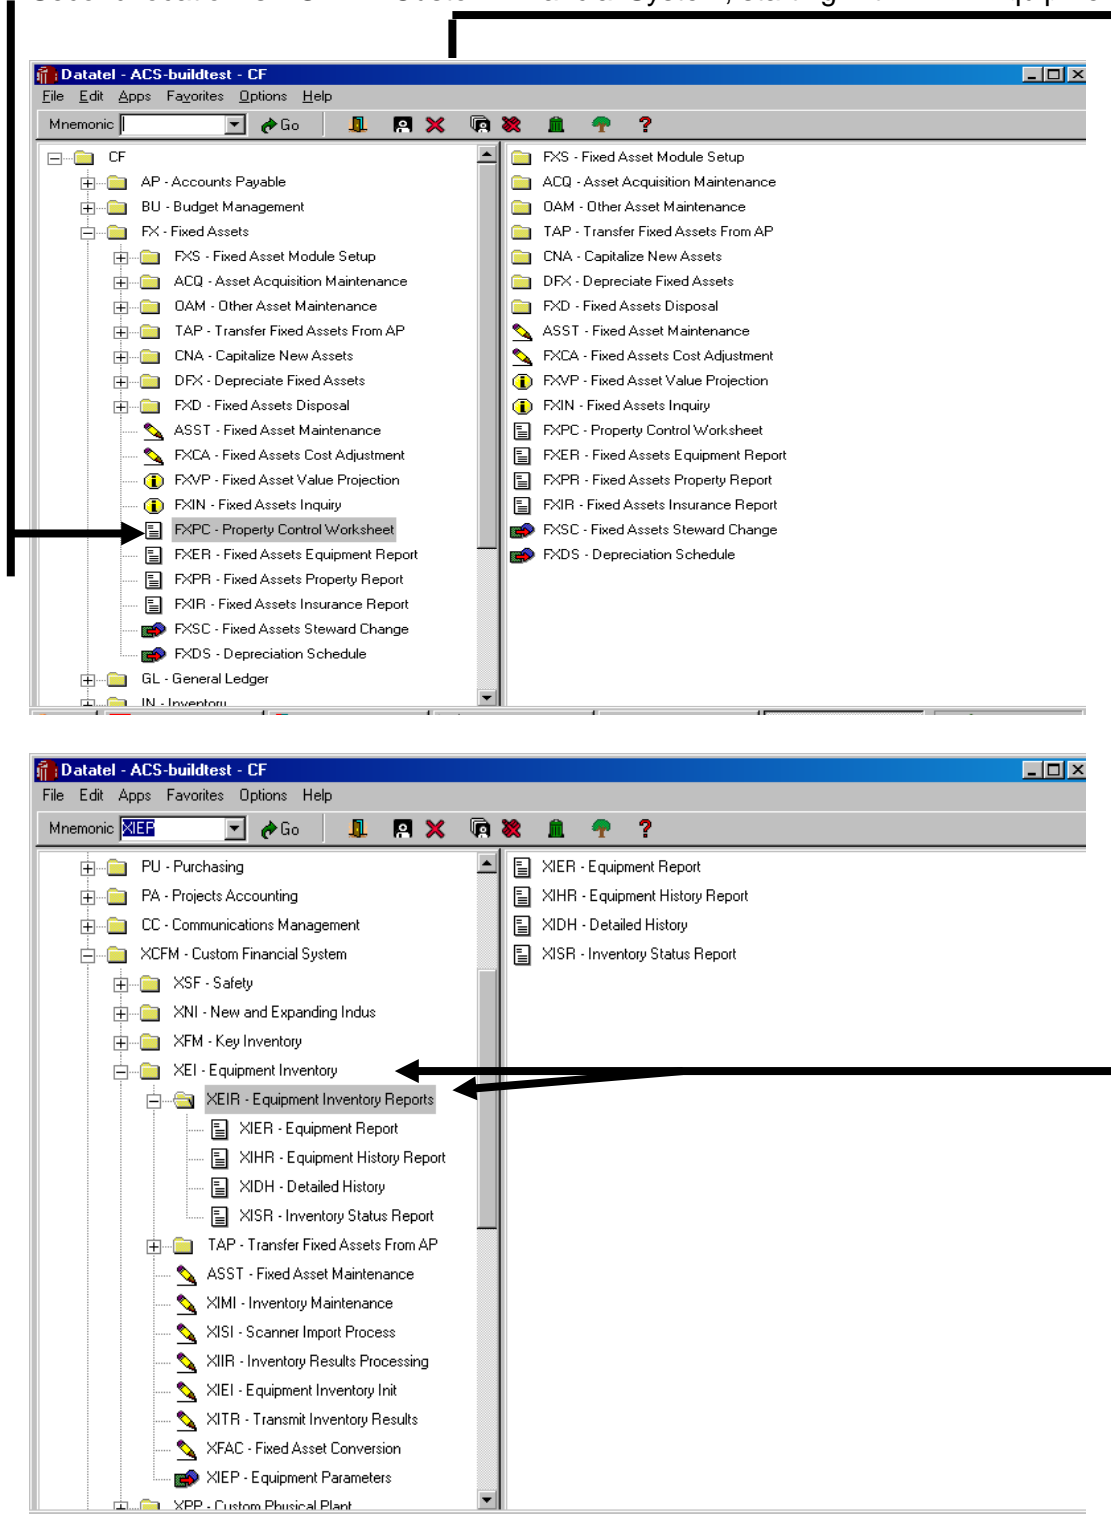 Datatel - ACS-buildtest - CF
File Edit Apps Favorites Options Help
Mnemonic Go ?
CF
AP - Accounts Payable
BU - Budget Management
FX - Fixed Assets
FXS - Fixed Asset Module Setup
ACQ - Asset Acquisition Maintenance
OAM - Other Asset Maintenance
TAP - Transfer Fixed Assets From AP
CNA - Capitalize New Assets
DFX - Depreciate Fixed Assets
FXD - Fixed Assets Disposal
ASST - Fixed Asset Maintenance
FXCA - Fixed Assets Cost Adjustment
FXVP - Fixed Asset Value Projection
FXIN - Fixed Assets Inquiry
FXPC - Property Control Worksheet
FXER - Fixed Assets Equipment Report
FXPR - Fixed Assets Property Report
FXIR - Fixed Assets Insurance Report
FXSC - Fixed Assets Steward Change
FXDS - Depreciation Schedule
GL - General Ledger
IN - Inventory
FXS - Fixed Asset Module Setup
ACQ - Asset Acquisition Maintenance
OAM - Other Asset Maintenance
TAP - Transfer Fixed Assets From AP
CNA - Capitalize New Assets
DFX - Depreciate Fixed Assets
FXD - Fixed Assets Disposal
ASST - Fixed Asset Maintenance
FXCA - Fixed Assets Cost Adjustment
FXVP - Fixed Asset Value Projection
FXIN - Fixed Assets Inquiry
FXPC - Property Control Worksheet
FXER - Fixed Assets Equipment Report
FXPR - Fixed Assets Property Report
FXIR - Fixed Assets Insurance Report
FXSC - Fixed Assets Steward Change
FXDS - Depreciation Schedule
Datatel - ACS-buildtest - CF
File Edit Apps Favorites Options Help
Mnemonic XIEP Go ?
PU - Purchasing
PA - Projects Accounting
CC - Communications Management
XCFM - Custom Financial System
XSF - Safety
XNI - New and Expanding Indus
XFM - Key Inventory
XEI - Equipment Inventory
XEIR - Equipment Inventory Reports
XIER - Equipment Report
XIHR - Equipment History Report
XIDH - Detailed History
XISR - Inventory Status Report
TAP - Transfer Fixed Assets From AP
ASST - Fixed Asset Maintenance
XIMI - Inventory Maintenance
XISI - Scanner Import Process
XIIR - Inventory Results Processing
XIEI - Equipment Inventory Init
XITR - Transmit Inventory Results
XFAC - Fixed Asset Conversion
XIEP - Equipment Parameters
XPP - Custom Physical Plant
XIER - Equipment Report
XIHR - Equipment History Report
XIDH - Detailed History
XISR - Inventory Status Report